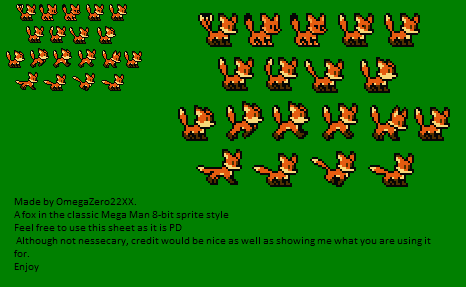 Made by OmegaZero22XX.
A fox in the classic Mega Man 8-bit sprite style
Feel free to use this sheet as it is PD
Although not nessecary, credit would be nice as well as showing me what you are using it
for.
Enjoy